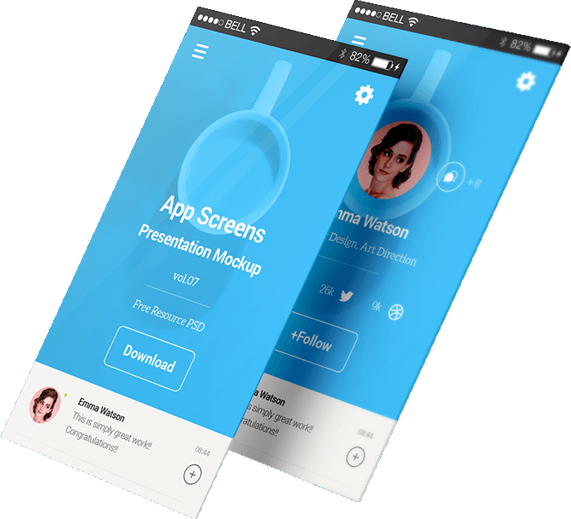 BELL
82%
App Screens
Presentation Mockup
vol.07
Free Resource PSD
Download
Emma Watson
This is simply great work!!
Congratulations!!
08:44
BELL
82%
+8
mma Watson
Design, Art Direction
26k
9k
+Follow
a Watson
simply great work!!
ratulations!!
08:44